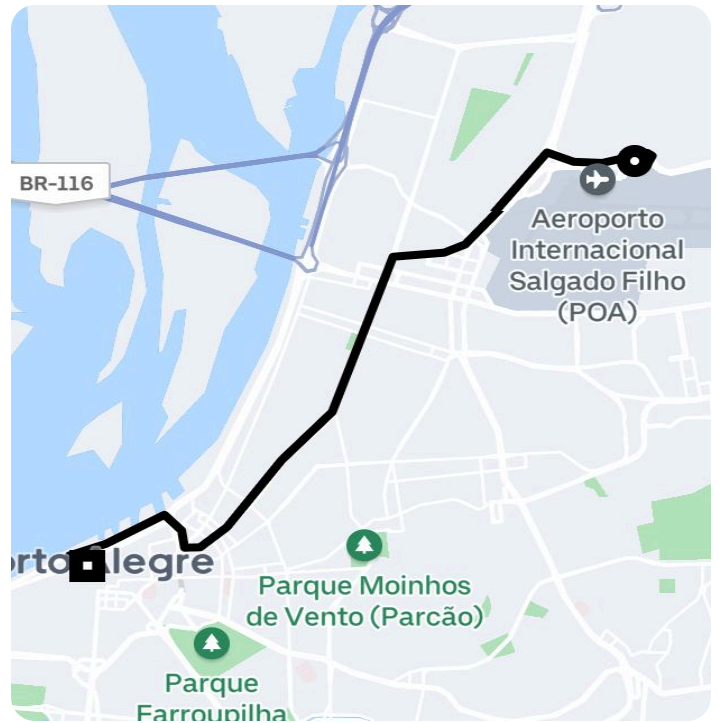 BR-116
Aeroporto
Internacional
Salgado Filho
(POA)
orto Alegre
Parque Moinhos
de Vento (Parcão)
Parque
Farroupilha